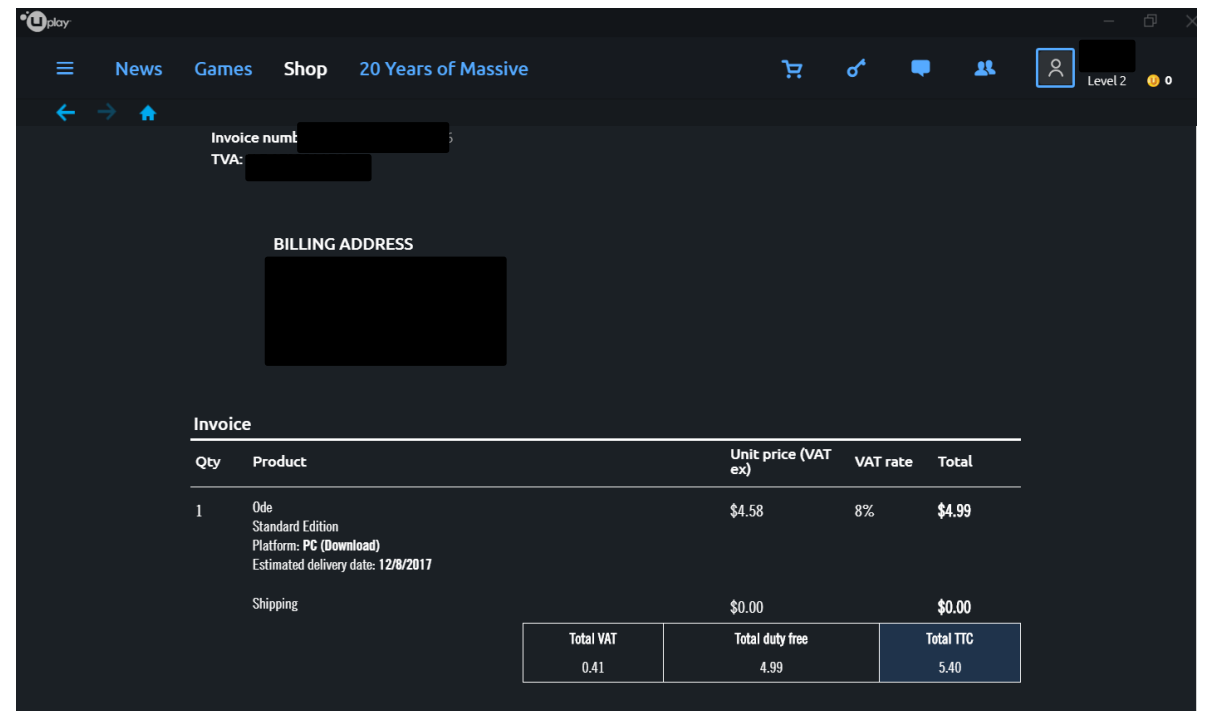 Uplay
News Games Shop 20 Years of Massive Level 2 0
Invoice numb
TVA:
BILLING ADDRESS
Invoice
Qty Product Unit price (VAT ex) VAT rate Total
1 Ode $4.58 8% $4.99
Standard Edition
Platform: PC (Download)
Estimated delivery date: 12/8/2017
Shipping $0.00 $0.00
Total VAT Total duty free Total TTC
0.41 4.99 5.40